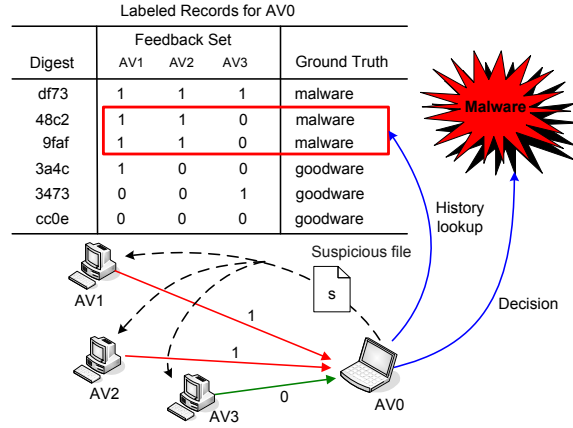 Labeled Records for AV0
Feedback Set
Digest AV1 AV2 AV3 Ground Truth
df73 1 1 1 malware
48c2 1 1 0 malware
9faf 1 1 0 malware
3a4c 1 0 0 goodware
3473 0 0 1 goodware
cc0e 0 0 0 goodware
Malware
History
lookup
Suspicious file
s
AV1
1
Decision
1
AV2
0
AV3
AV0